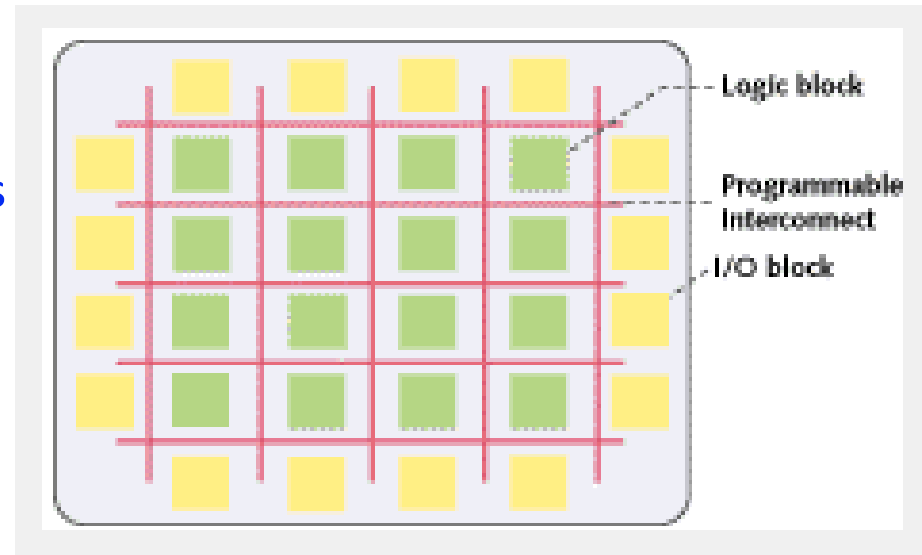 Logic block
s
Programmable
Interconnect
I/O block